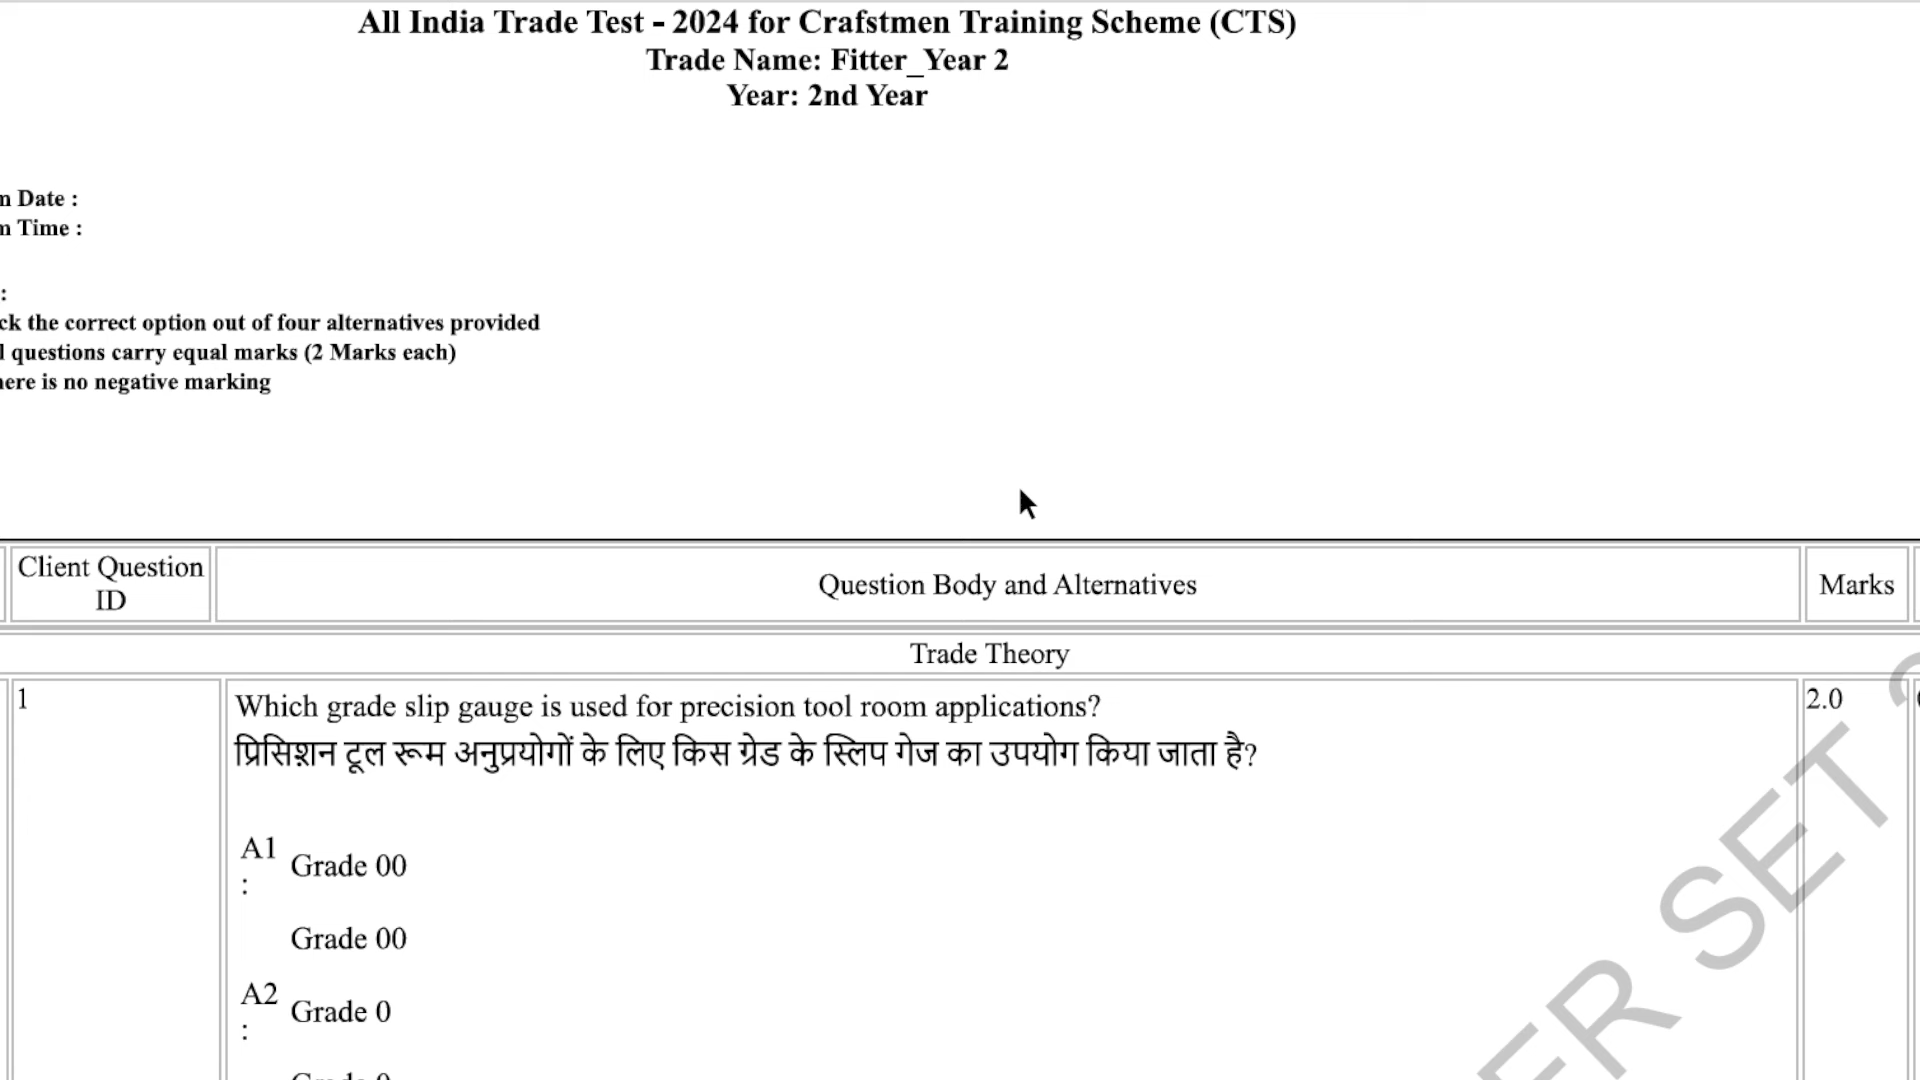 All India Trade Test - 2024 for Crafstmen Training Scheme (CTS)
Trade Name: Fitter_Year 2
Year: 2nd Year
Date :
Time :
:
the correct option out of four alternatives provided
questions carry equal marks (2 Marks each)
is no negative marking
Client Question
ID
Question Body and Alternatives
Marks
Trade Theory
1
Which grade slip gauge is used for precision tool room applications?
2.0
प्रिसिश़न टूल रूम अनुप्रयोगों के लिए किस ग्रेड के स्लिप गेज का उपयोग किया जाता है?
A1
:
Grade 00
Grade 00
A2
:
Grade 0
SET